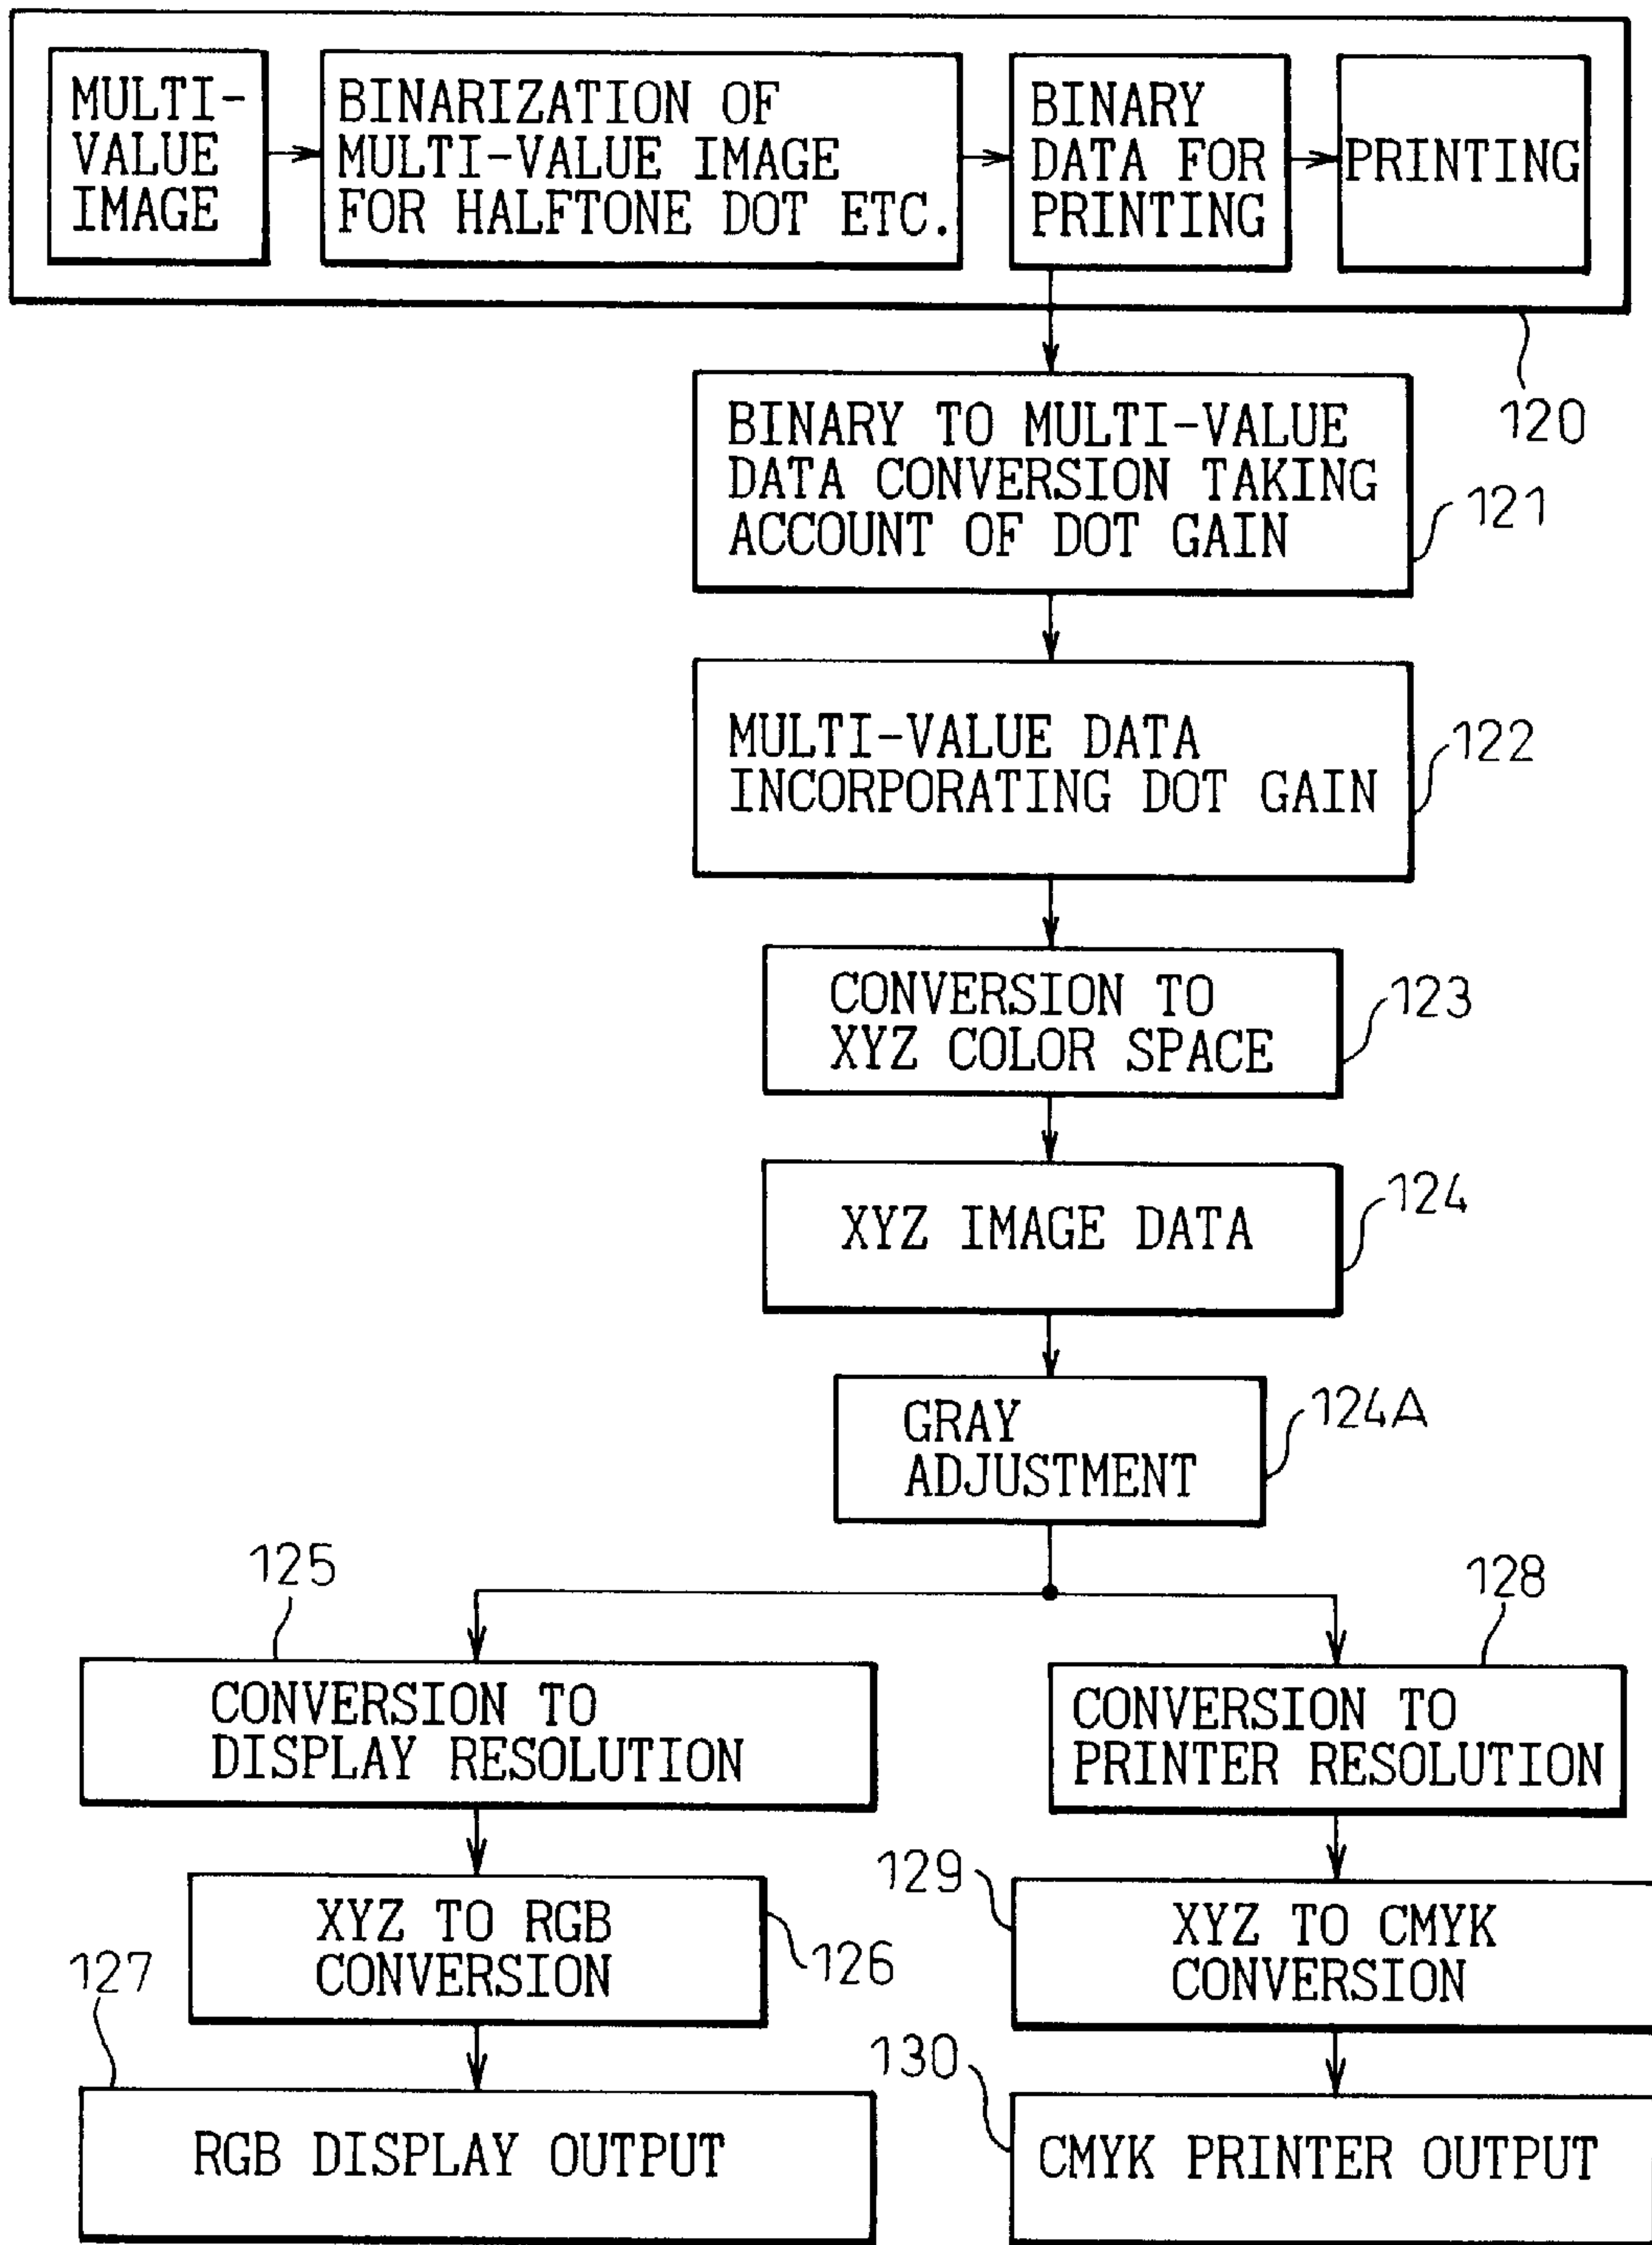 MULTI-
VALUE
IMAGE
BINARIZATION OF
MULTI-VALUE IMAGE
FOR HALFTONE DOT ETC.
BINARY
DATA FOR
PRINTING
PRINTING
120
BINARY TO MULTI-VALUE
DATA CONVERSION TAKING
ACCOUNT OF DOT GAIN
121
MULTI-VALUE DATA
INCORPORATING DOT GAIN
122
CONVERSION TO
XYZ COLOR SPACE
123
XYZ IMAGE DATA
124
GRAY
ADJUSTMENT
124A
125
CONVERSION TO
DISPLAY RESOLUTION
128
CONVERSION TO
PRINTER RESOLUTION
XYZ TO RGB
CONVERSION
126
129
XYZ TO CMYK
CONVERSION
127
RGB DISPLAY OUTPUT
130
CMYK PRINTER OUTPUT